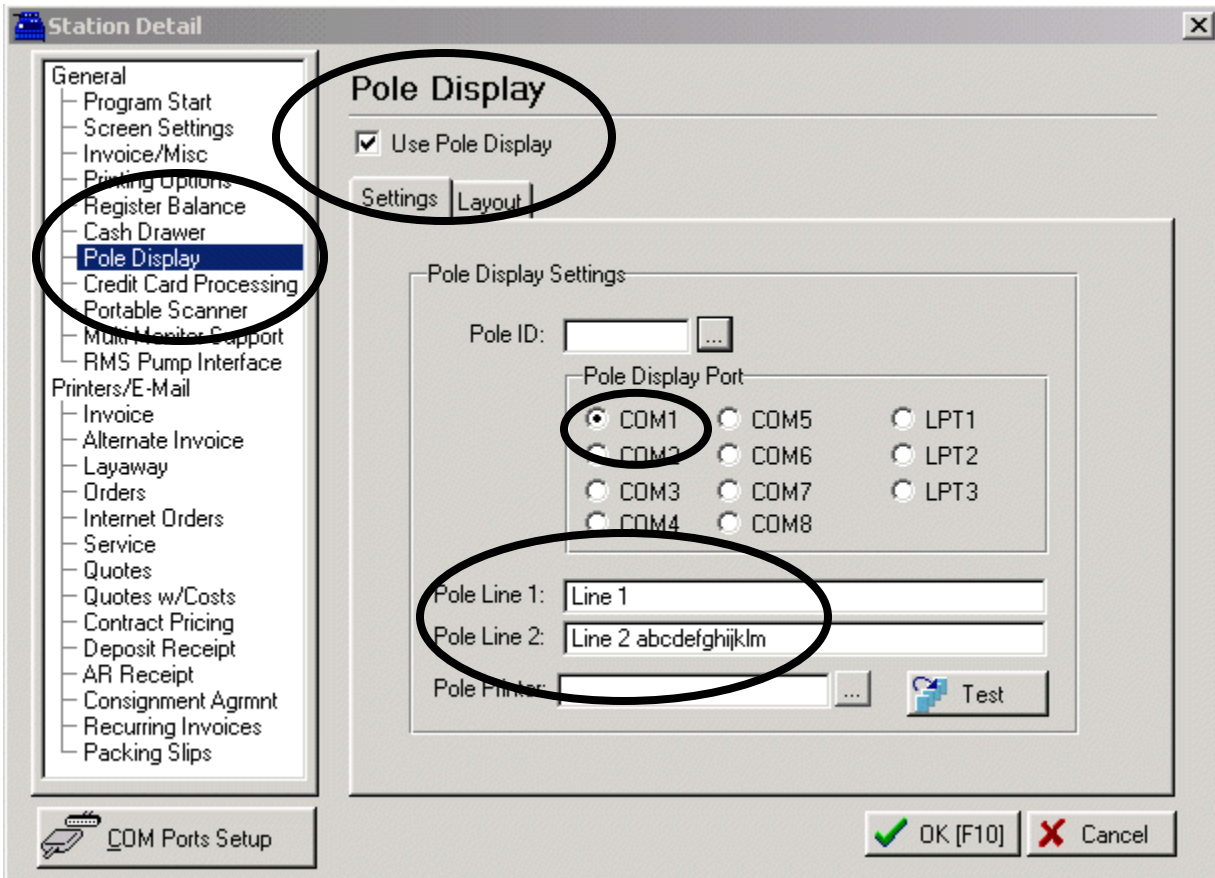 Station Detail
General
Program Start
Screen Settings
Invoice/Misc
Printing Options
Register Balance
Cash Drawer
Pole Display
Credit Card Processing
Portable Scanner
Multi Monitor Support
RMS Pump Interface
Printers/E-Mail
Invoice
Alternate Invoice
Layaway
Orders
Internet Orders
Service
Quotes
Quotes w/Costs
Contract Pricing
Deposit Receipt
AR Receipt
Consignment Agrmnt
Recurring Invoices
Packing Slips
COM Ports Setup
Pole Display
Use Pole Display
Settings Layout
Pole Display Settings
Pole ID: ...
Pole Display Port
COM1 COM5 LPT1
COM2 COM6 LPT2
COM3 COM7 LPT3
COM4 COM8
Pole Line 1: Line 1
Pole Line 2: Line 2 abcdefghijklm
Pole Printer: ... Test
OK [F10] Cancel